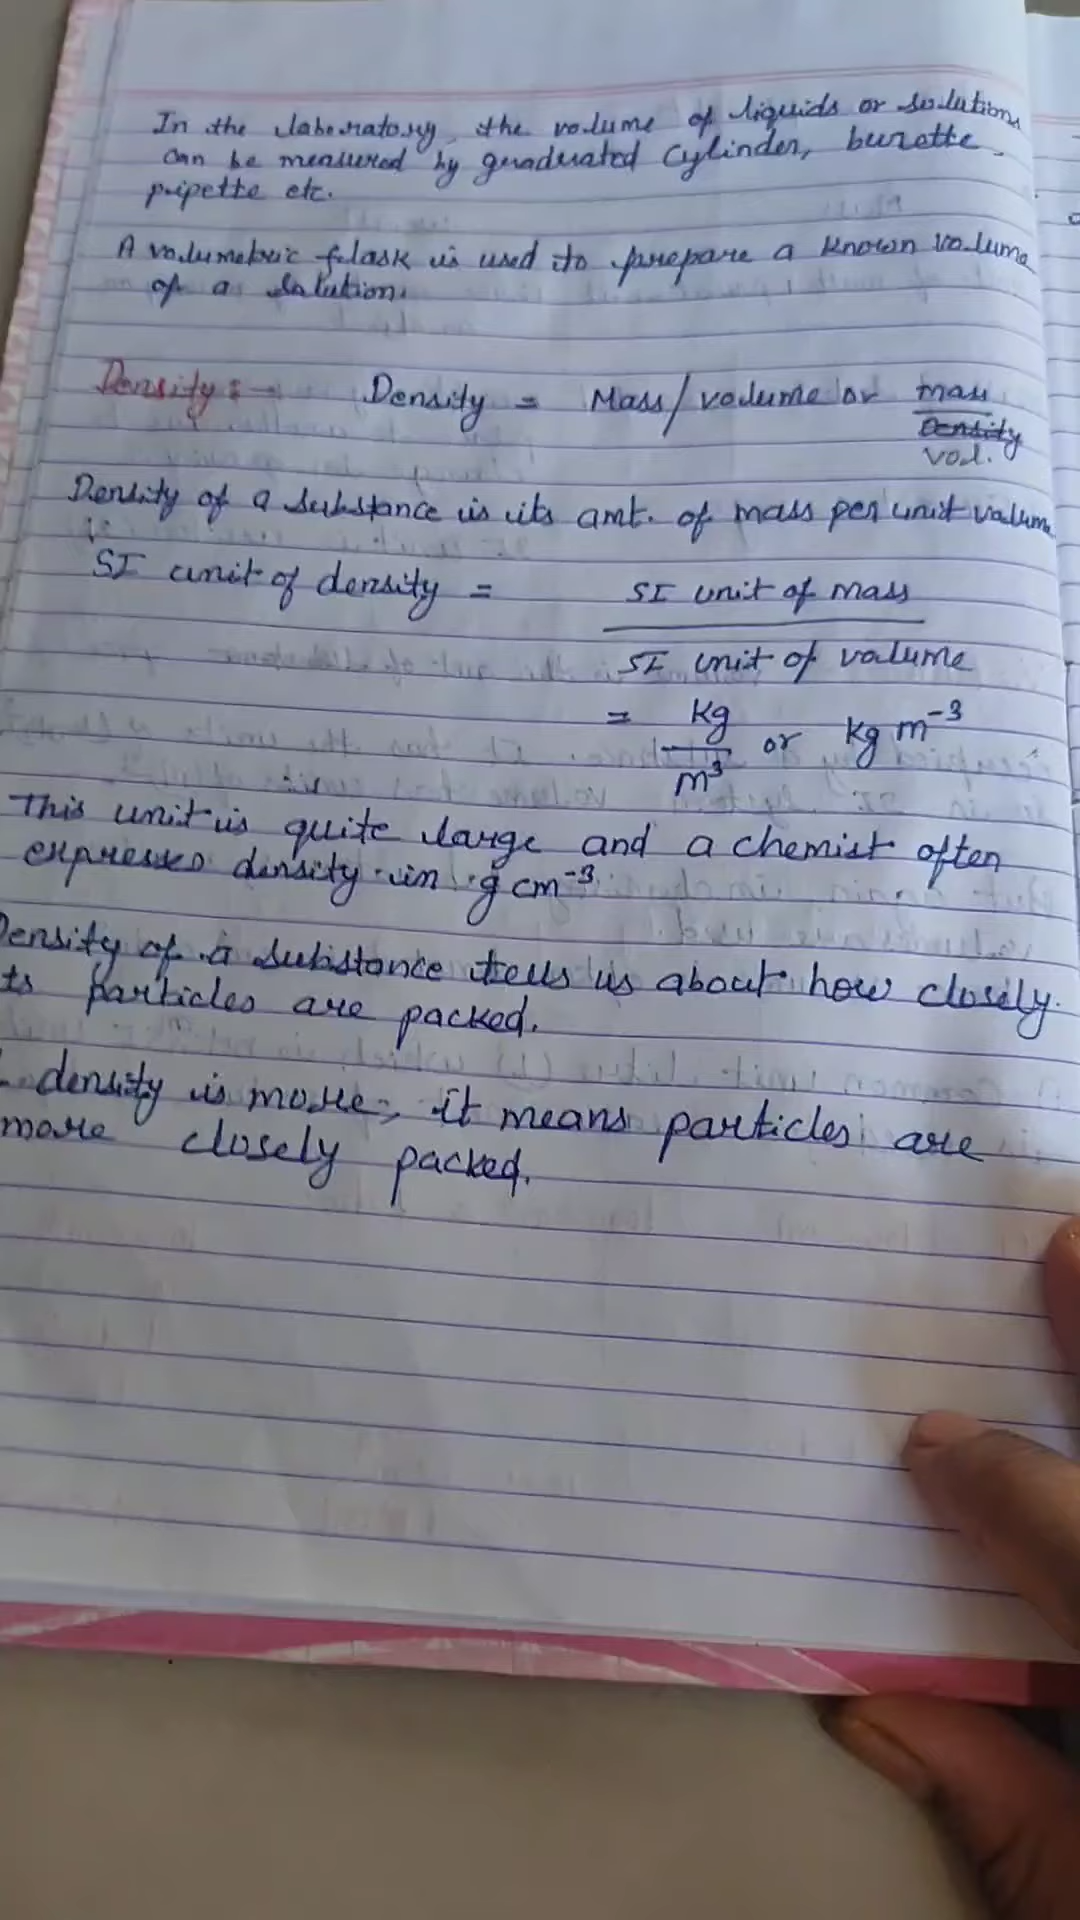 In the laboratory, the volume of liquids or solutions
can be measured by graduated cylinder, burette,
pipette etc.
A volumetric flask is used to prepare a known volume
of a solution.
Density :- Density = Mass/volume or mass
Density
vol.
Density of a substance is its amt. of mass per unit volume
SI unit of density = SI unit of mass
SI unit of volume
= kg
m³ or kg m⁻³
This unit is quite large and a chemist often
expresses density in g cm⁻³
Density of a substance tells us about how closely
ts particles are packed.
density is more, it means particles are
more closely packed.